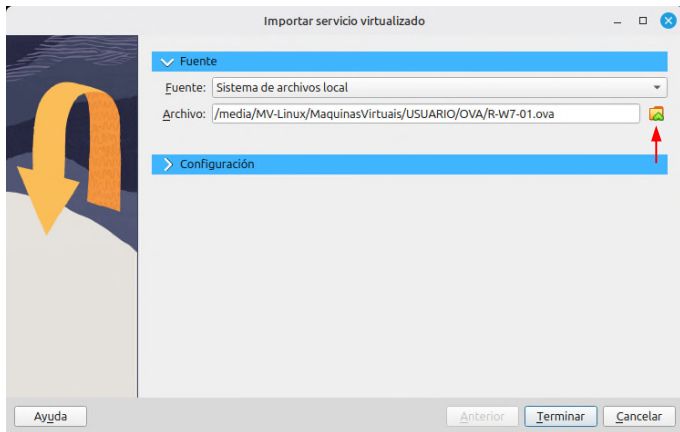 Importar servicio virtualizado
Fuente
Fuente: Sistema de archivos local
Archivo: /media/MV-Linux/MaquinasVirtuais/USUARIO/OVA/R-W7-01.ova
Configuración
Ayuda Anterior Terminar Cancelar